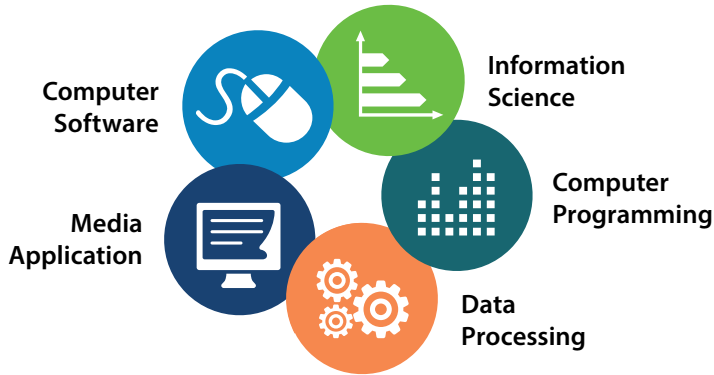 Computer
Software
Information
Science
Computer
Programming
Media
Application
Data
Processing